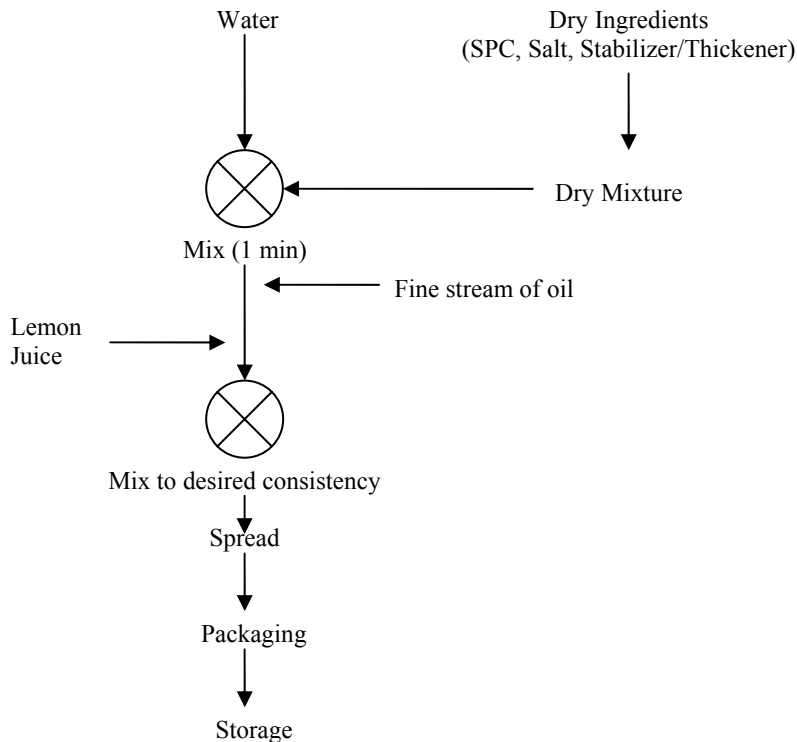 Water
Dry Ingredients
(SPC, Salt, Stabilizer/Thickener)
Dry Mixture
Mix (1 min)
Fine stream of oil
Lemon
Juice
Mix to desired consistency
Spread
Packaging
Storage